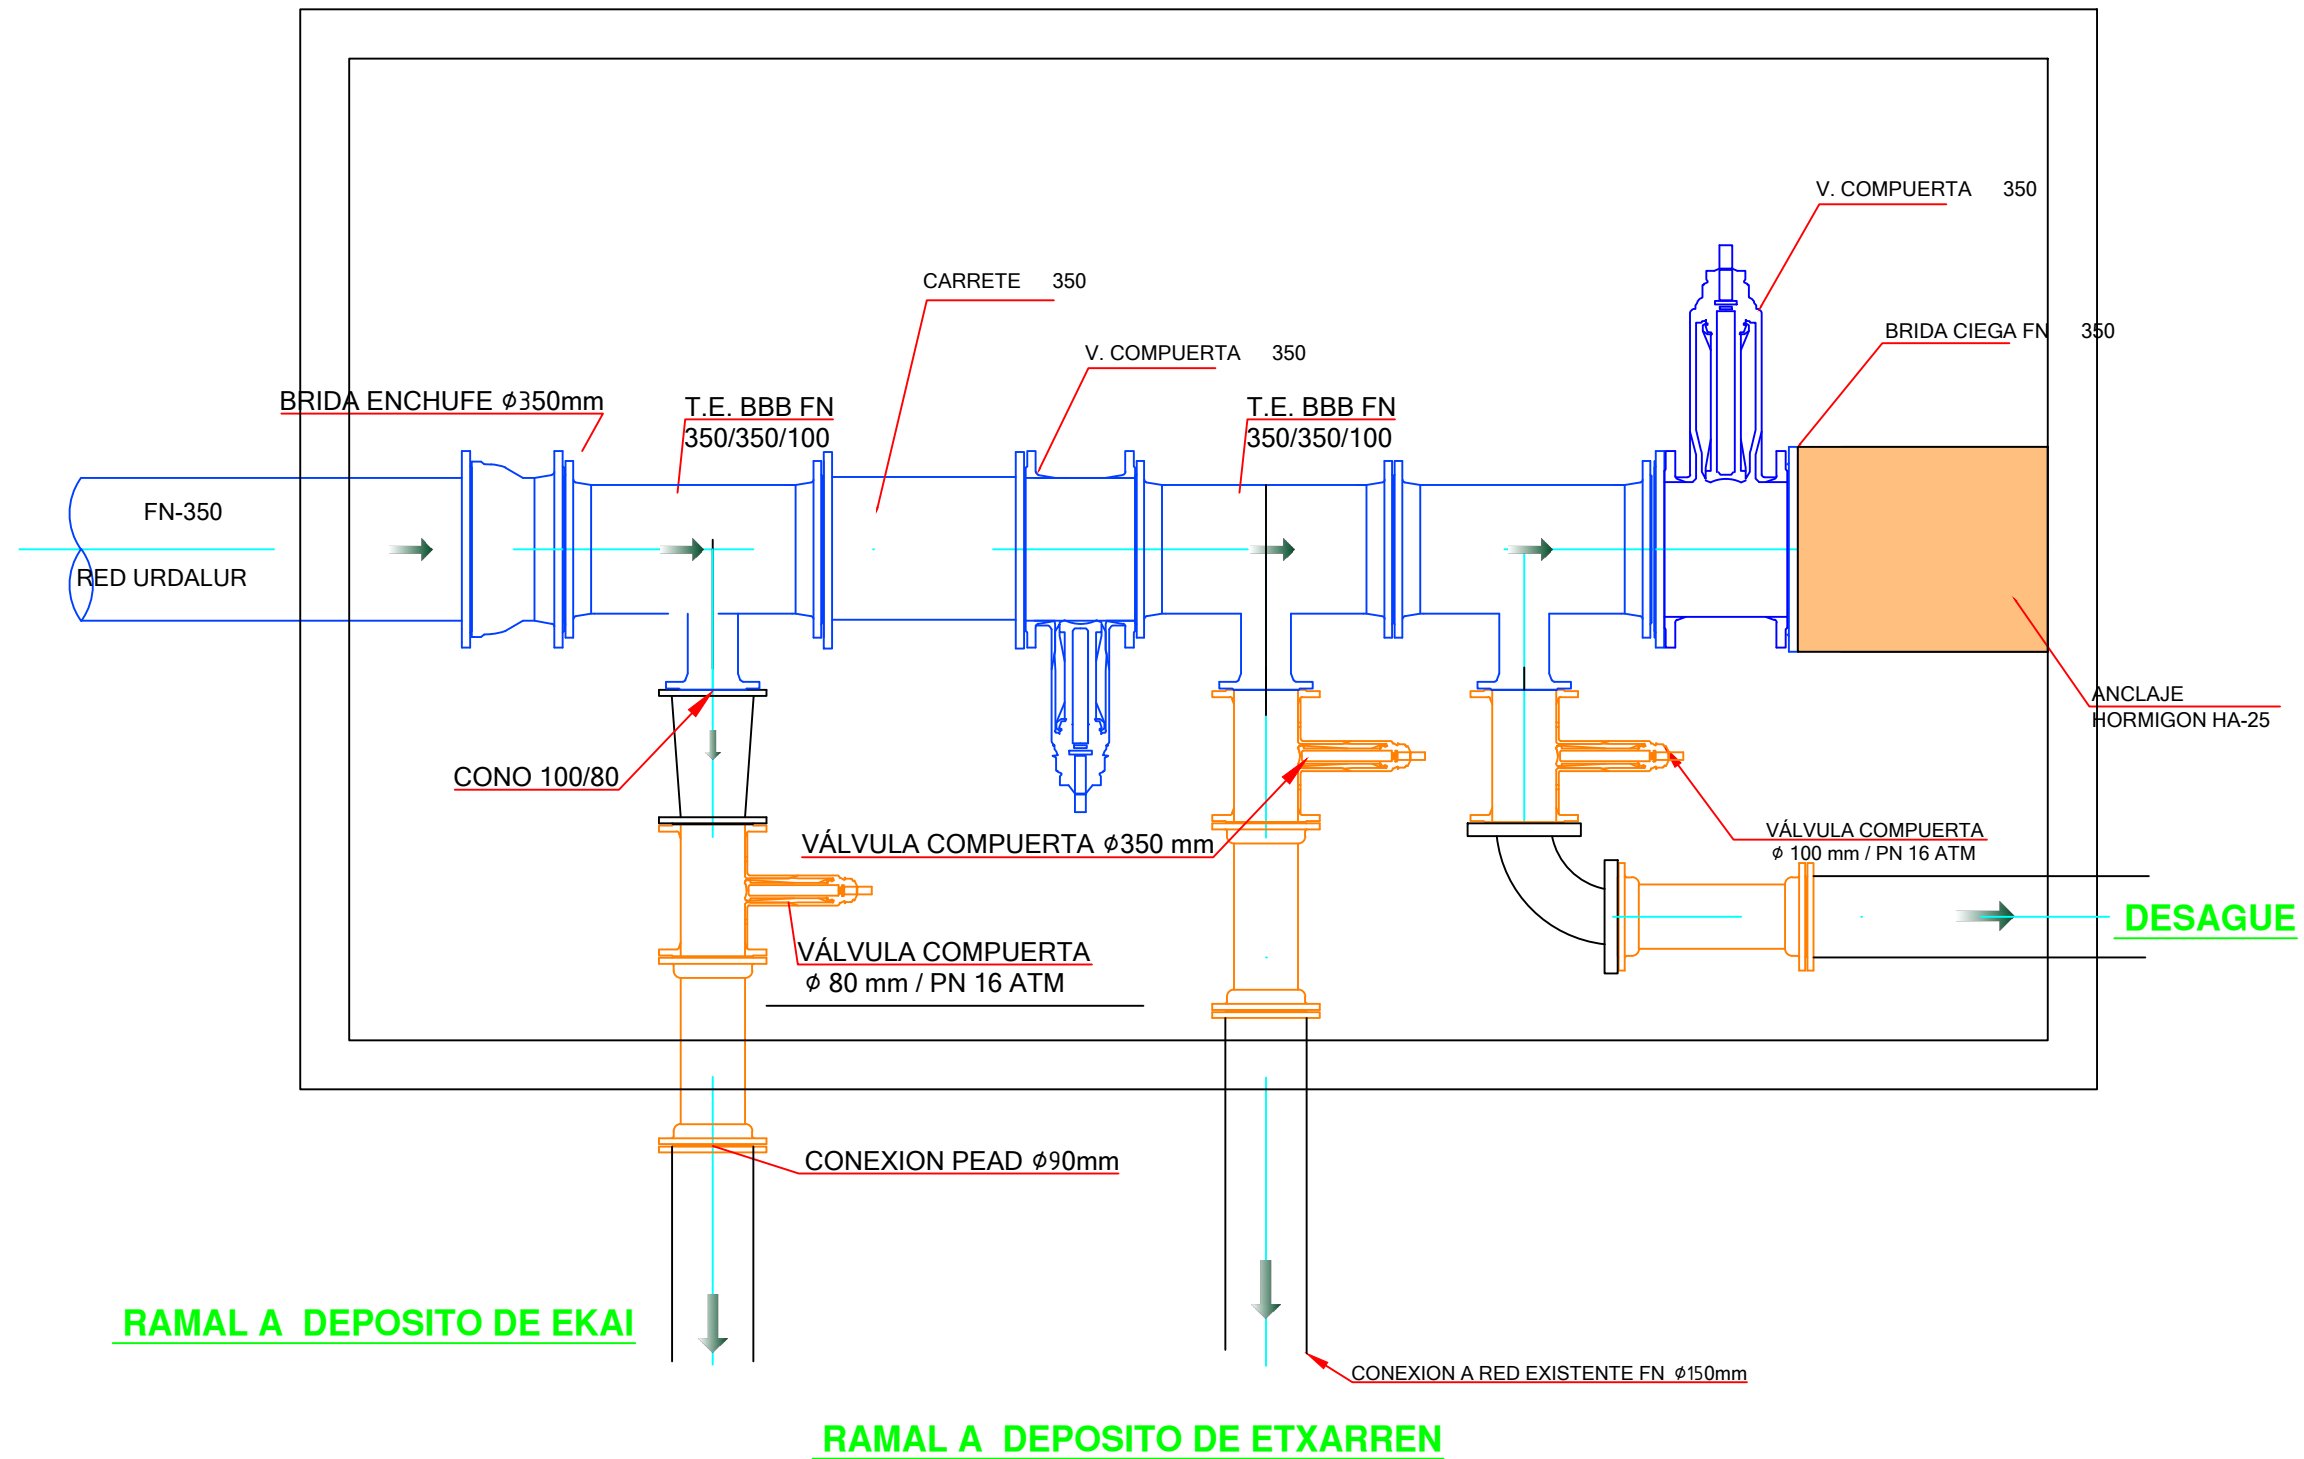 V. COMPUERTA 350
CARRETE 350
BRIDA CIEGA FN 350
V. COMPUERTA 350
BRIDA ENCHUFE ϕ350mm
T.E. BBB FN
350/350/100
T.E. BBB FN
350/350/100
FN-350
RED URDALUR
ANCLAJE
HORMIGON HA-25
CONO 100/80
VÁLVULA COMPUERTA ϕ350 mm
VÁLVULA COMPUERTA
ϕ 100 mm / PN 16 ATM
DESAGUE
VÁLVULA COMPUERTA
ϕ 80 mm / PN 16 ATM
CONEXION PEAD ϕ90mm
RAMAL A DEPOSITO DE EKAI
CONEXION A RED EXISTENTE FN ϕ150mm
RAMAL A DEPOSITO DE ETXARREN